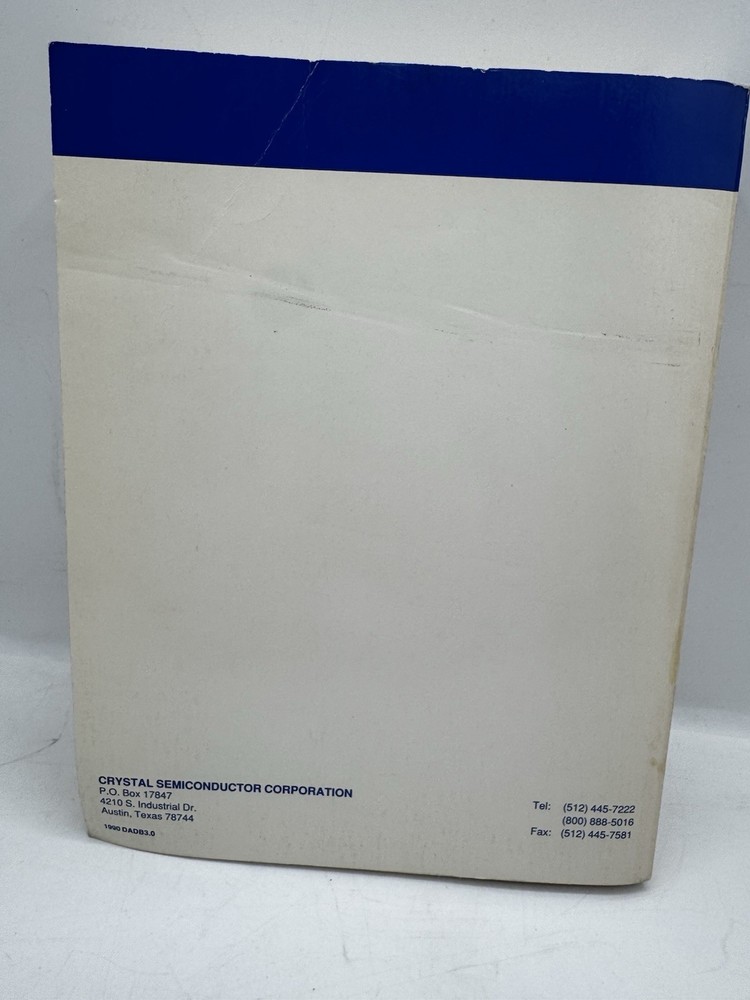 CRYSTAL SEMICONDUCTOR CORPORATION
P.O. Box 17847
4210 S. Industrial Dr.
Austin, Texas 78744
1990 DADB3.0
Tel: (512) 445-7222
(800) 888-5016
Fax: (512) 445-7581